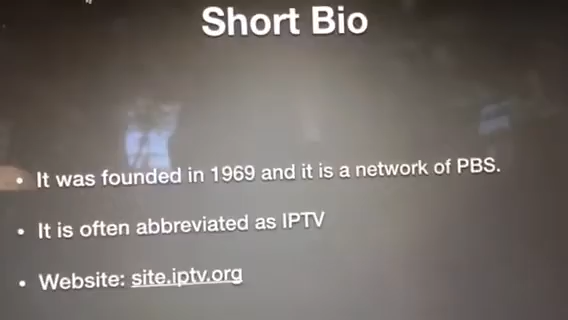 Short Bio
• It was founded in 1969 and it is a network of PBS.
• It is often abbreviated as IPTV
• Website: site.iptv.org